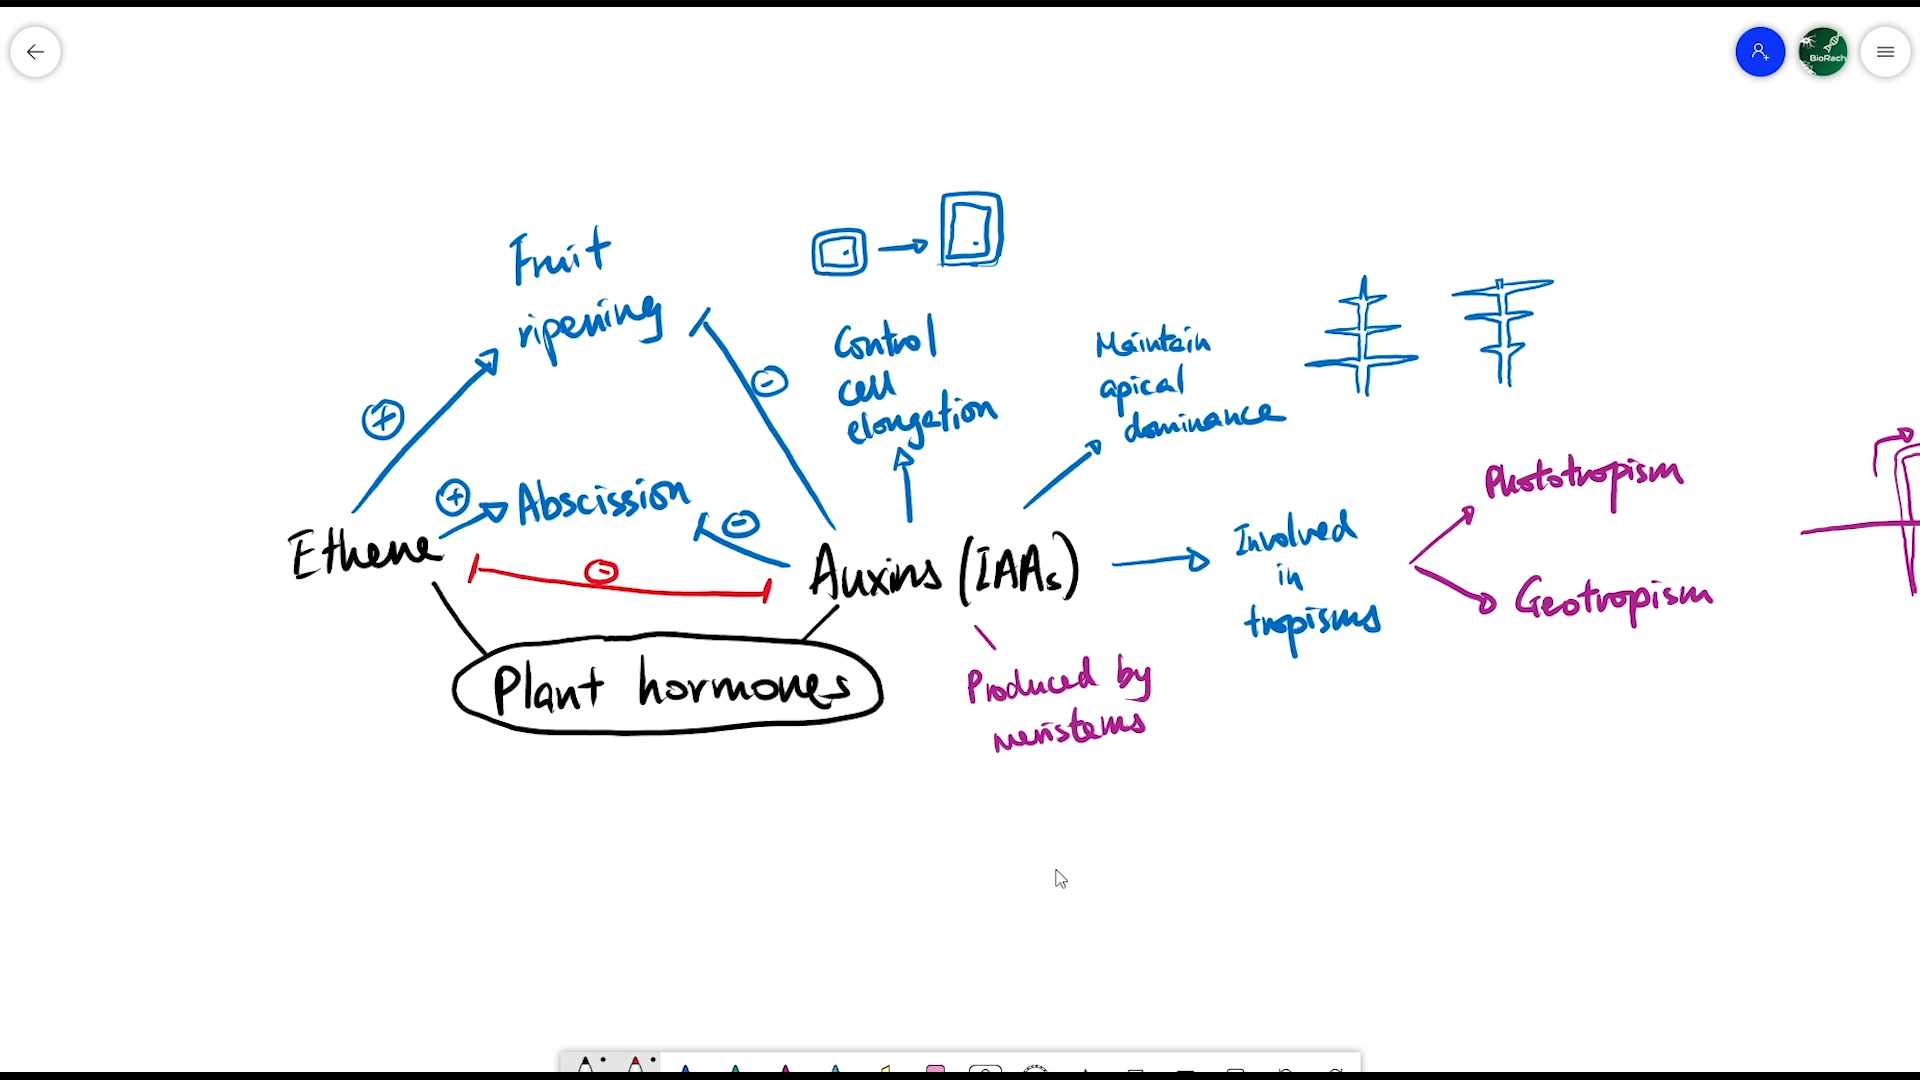 BioRach
Fruit
ripening
Control
cell
elongation
Maintain
apical
dominance
Phototropism
Abscission
Ethene
Auxins (IAAs)
Involved
in
tropisms
Geotropism
Plant hormones
Produced by
meristems